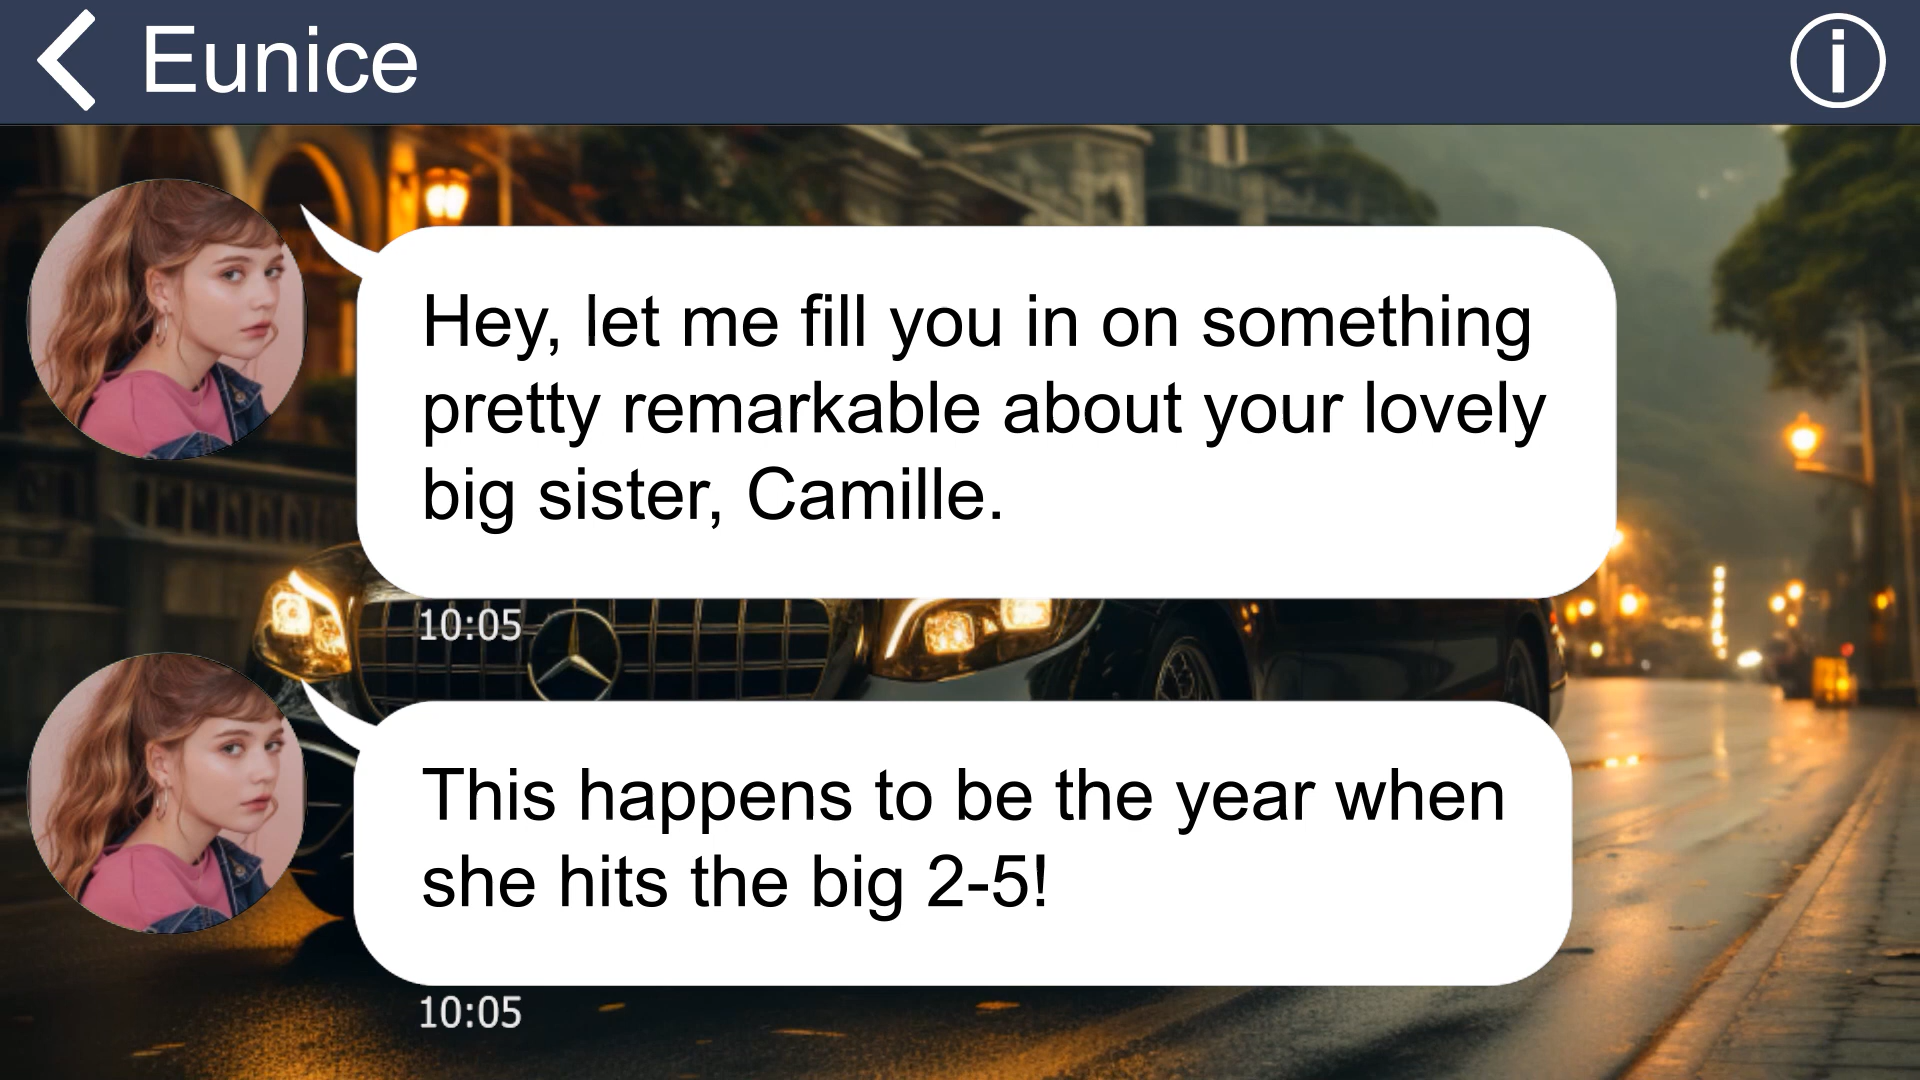 Eunice
Hey, let me fill you in on something
pretty remarkable about your lovely
big sister, Camille.
10:05
This happens to be the year when
she hits the big 2-5!
10:05